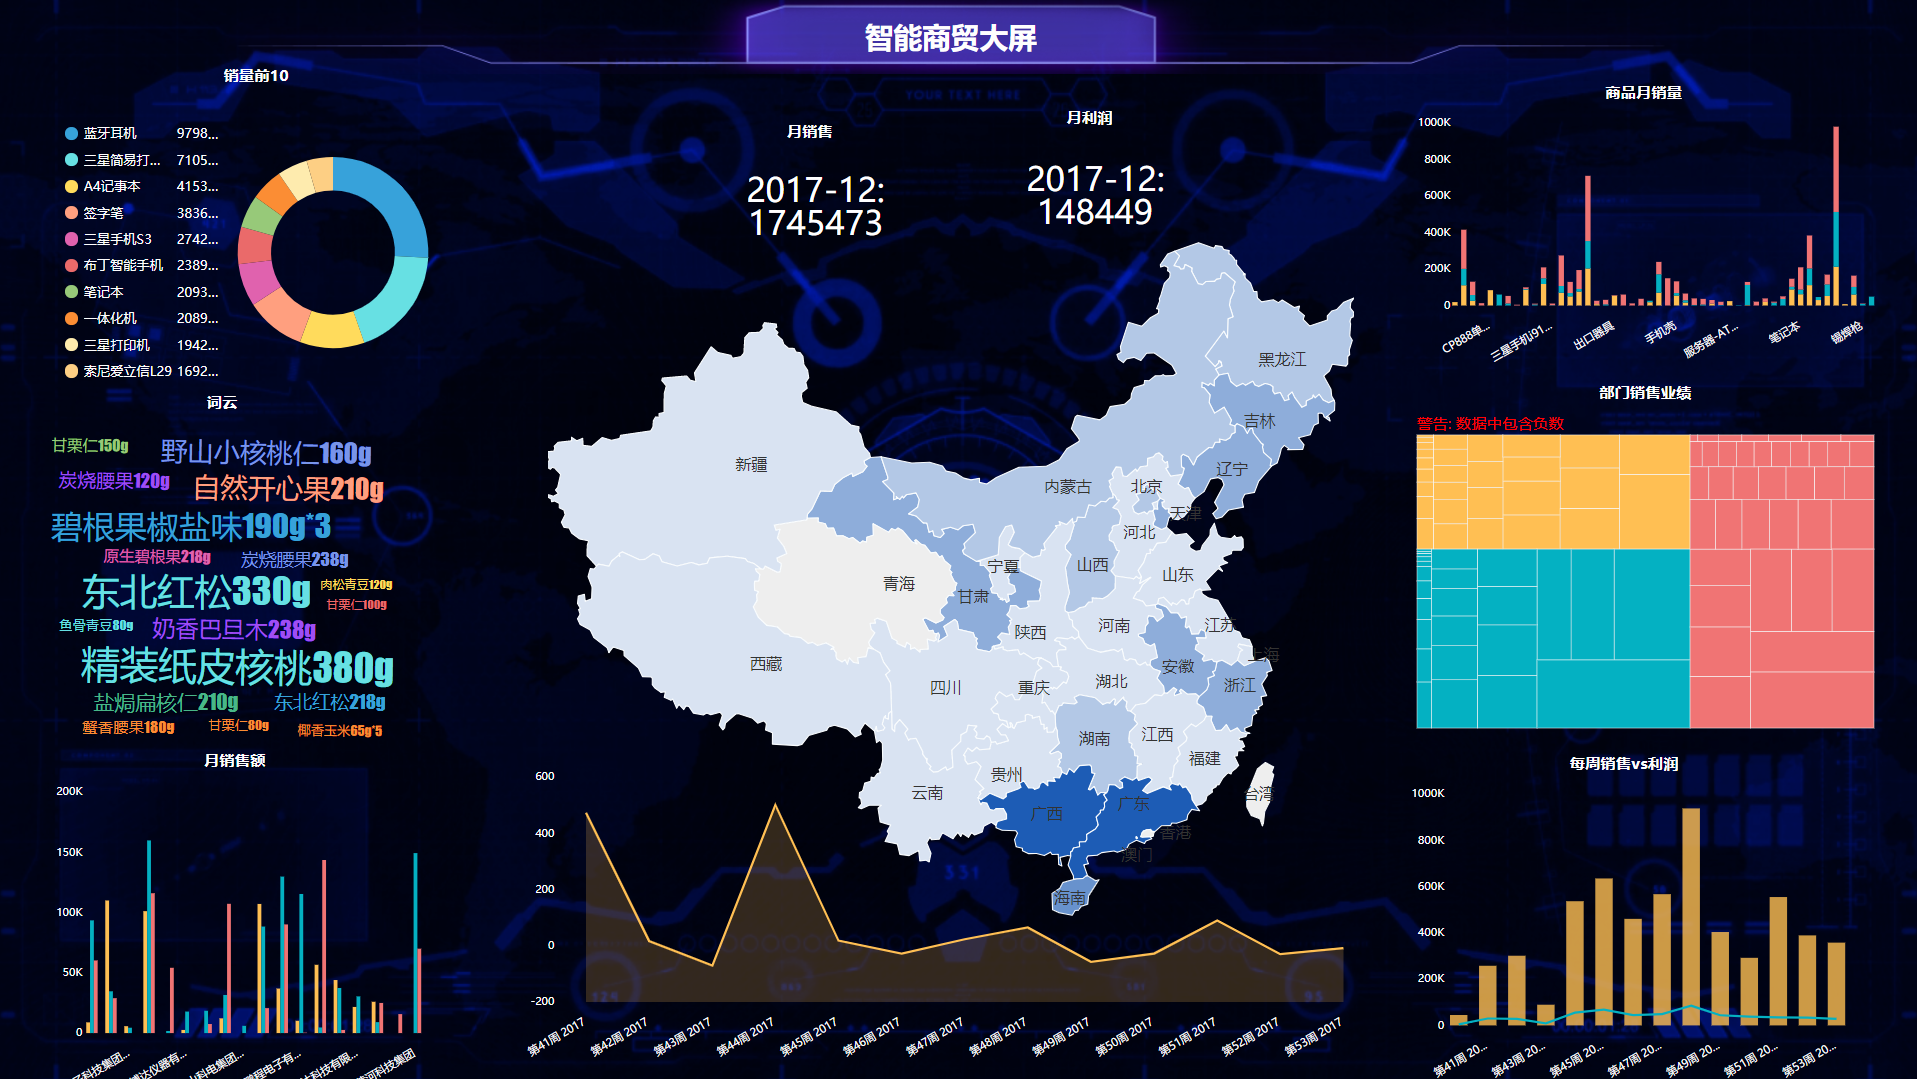 智能商贸大屏
YOUR TEXT HERE
销量前10
蓝牙耳机 9798...
三星简易打... 7105...
A4记事本 4153...
签字笔 3836...
三星手机S3 2742...
布丁智能手机 2389...
笔记本 2093...
一体化机 2089...
三星打印机 1942...
索尼爱立信L29 1692...
词云
甘栗仁150g
野山小核桃仁160g
炭烧腰果120g
自然开心果210g
碧根果椒盐味190g*3
原生碧根果218g
炭烧腰果238g
东北红松330g
肉松青豆120g
甘栗仁100g
鱼骨青豆80g
奶香巴旦木238g
精装纸皮核桃380g
盐焗扁核仁210g
东北红松218g
蟹香腰果180g
甘栗仁80g
椰香玉米65g*5
月销售额
200K
150K
100K
50K
0
子科技集团...
博达仪器有...
山科电集团...
鹏程电子有...
科技有限...
河科技集团
月销售
2017-12:
1745473
月利润
2017-12:
148449
黑龙江
吉林
辽宁
新疆
内蒙古
北京
天津
河北
宁夏
山西
山东
青海
甘肃
陕西
河南
江苏
上海
西藏
安徽
四川
重庆
湖北
浙江
湖南
江西
福建
贵州
云南
广西
广东
台湾
香港
澳门
海南
600
400
200
0
-200
第41周 2017
第42周 2017
第43周 2017
第44周 2017
第45周 2017
第46周 2017
第47周 2017
第48周 2017
第49周 2017
第50周 2017
第51周 2017
第52周 2017
第53周 2017
商品月销量
1000K
800K
600K
400K
200K
0
CP888单...
三星手机i91...
出口器具
手机壳
服务器-AT...
笔记本
锡焊枪
部门销售业绩
警告: 数据中包含负数
每周销售vs利润
1000K
800K
600K
400K
200K
0
第41周 20...
第43周 20...
第45周 20...
第47周 20...
第49周 20...
第51周 20...
第53周 20...